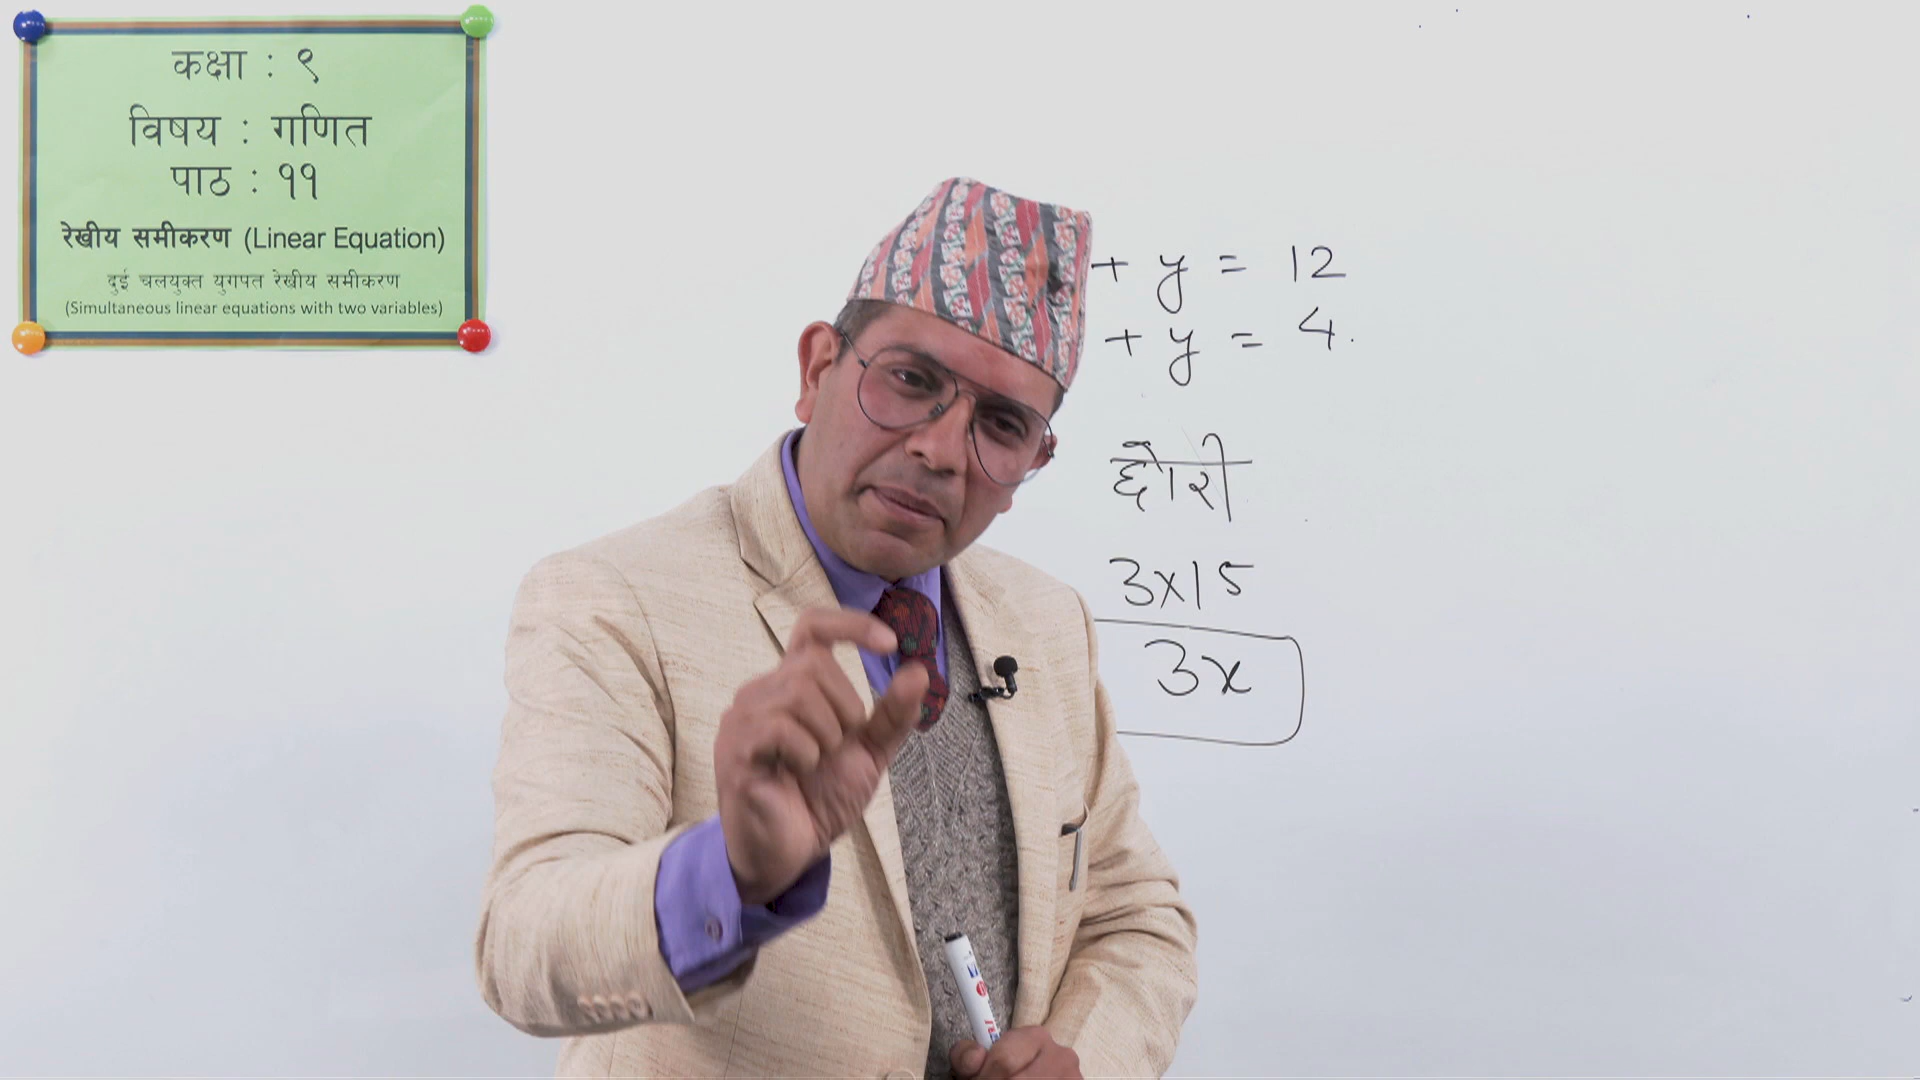 कक्षा : ९
विषय : गणित
पाठ : ११
रेखीय समीकरण (Linear Equation)
दुई चलयुक्त युगपत रेखीय समीकरण
(Simultaneous linear equations with two variables)
+ y = 12
+ y = 4.
छोरी
3x15
3x